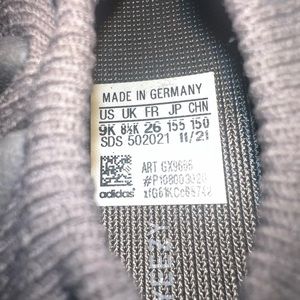 MADE IN GERMANY
US UK FR JP CHN
9K 8½K 26 155 150
SDS 502021 11/21
ART GX9666
adidas
YEEZY